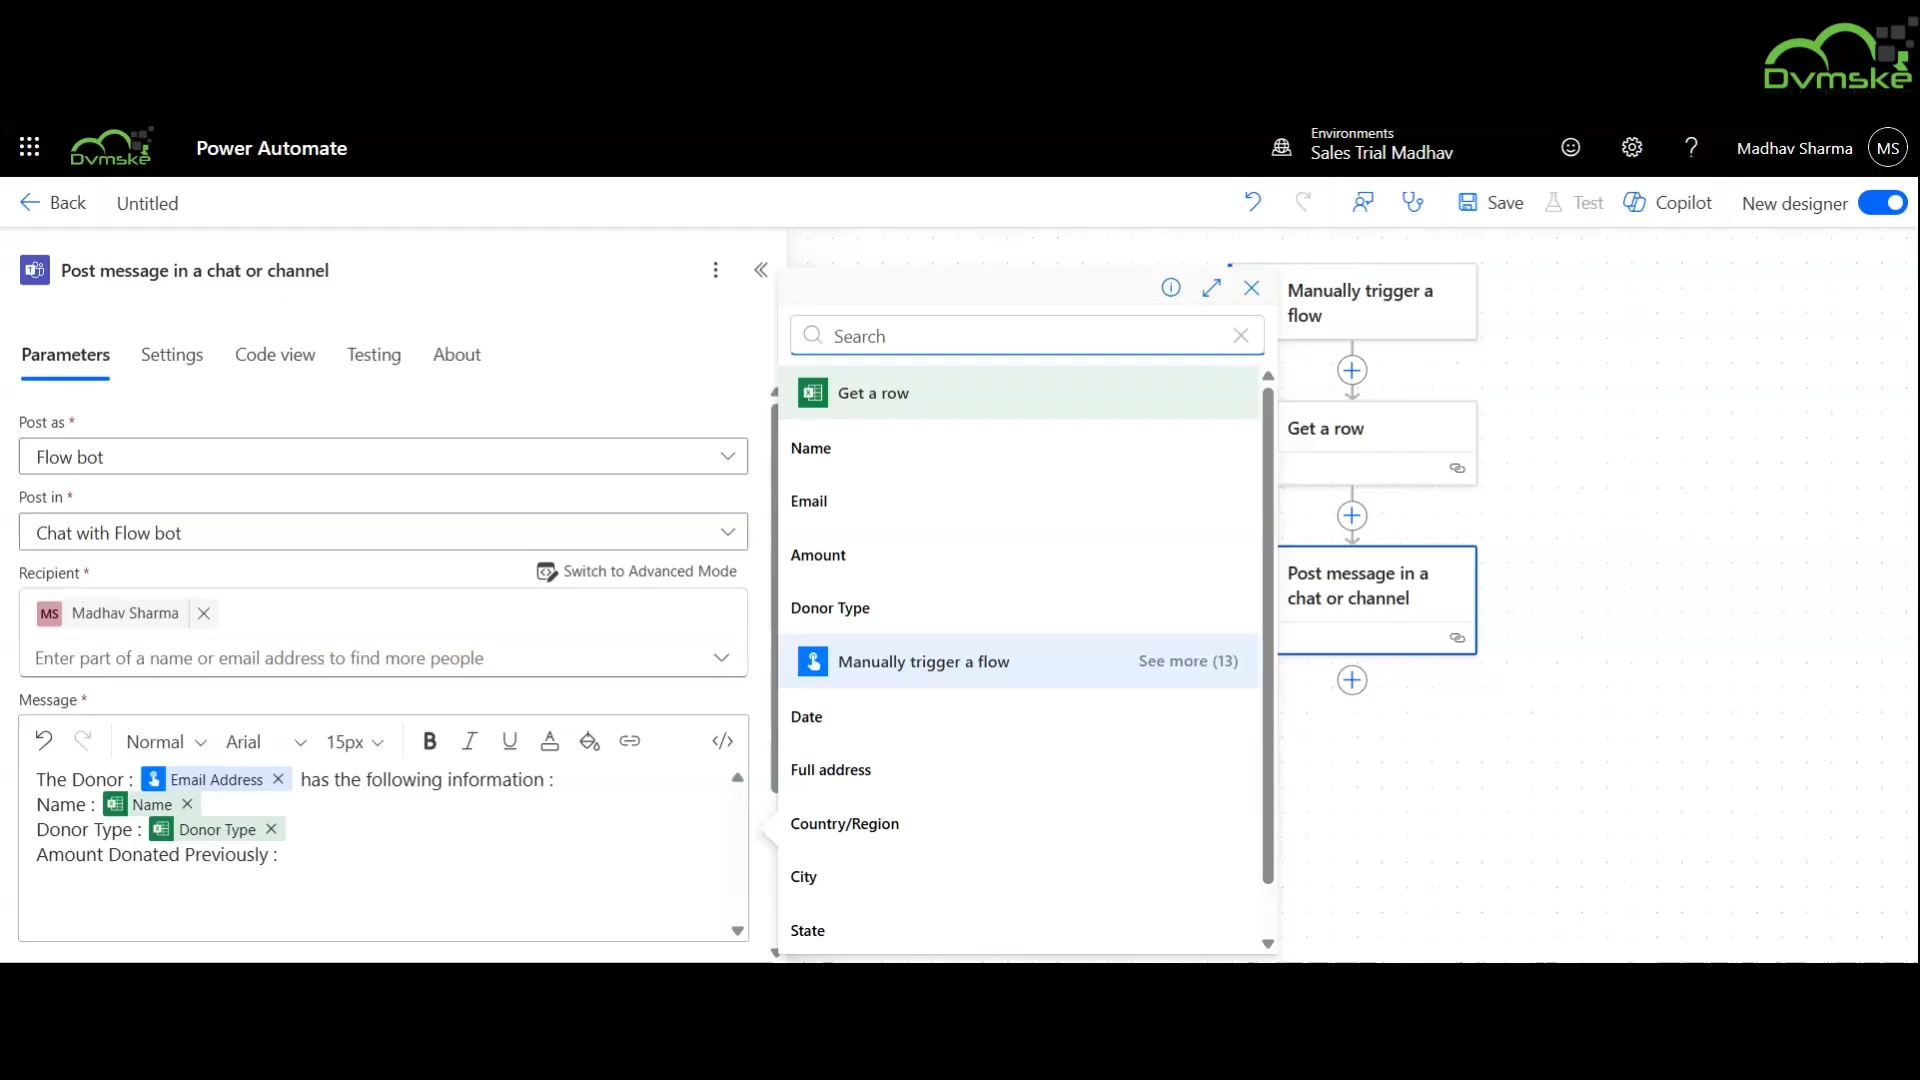 Dvmske
Dvmske
Power Automate
Environments
Sales Trial Madhav
Madhav Sharma
MS
Back
Untitled
Save
Test
Copilot
New designer
Post message in a chat or channel
Parameters
Settings
Code view
Testing
About
Post as *
Flow bot
Post in *
Chat with Flow bot
Recipient *
Switch to Advanced Mode
MS Madhav Sharma
Enter part of a name or email address to find more people
Message *
Normal
Arial
15px
B I U A </>
The Donor : Email Address has the following information :
Name : Name
Donor Type : Donor Type
Amount Donated Previously :
Search
Get a row
Name
Email
Amount
Donor Type
Manually trigger a flow See more (13)
Date
Full address
Country/Region
City
State
Manually trigger a
flow
Get a row
Post message in a
chat or channel